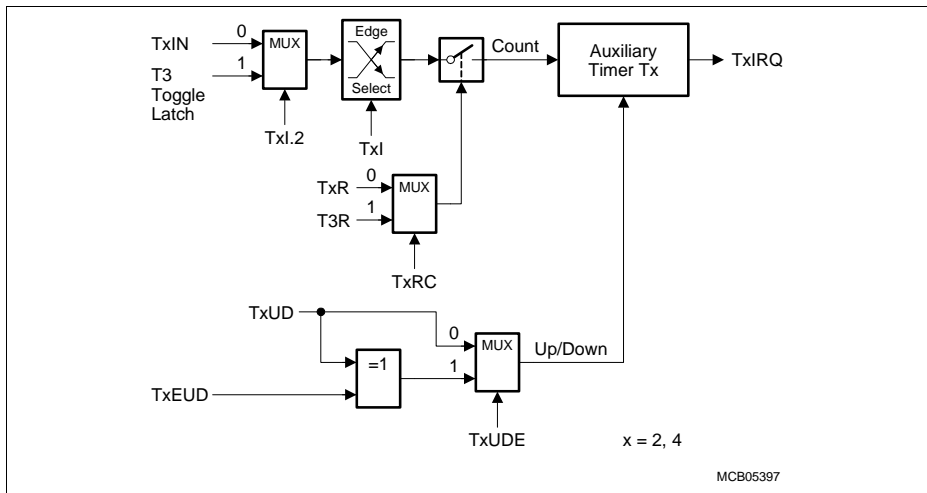 TxIN
0
MUX
Edge
Select
Count
Auxiliary
Timer Tx
TxIRQ
T3
Toggle
Latch
1
TxI.2
TxI
TxR
0
MUX
T3R
1
TxRC
TxUD
0
MUX
Up/Down
=1
1
TxEUD
TxUDE
x = 2, 4
MCB05397